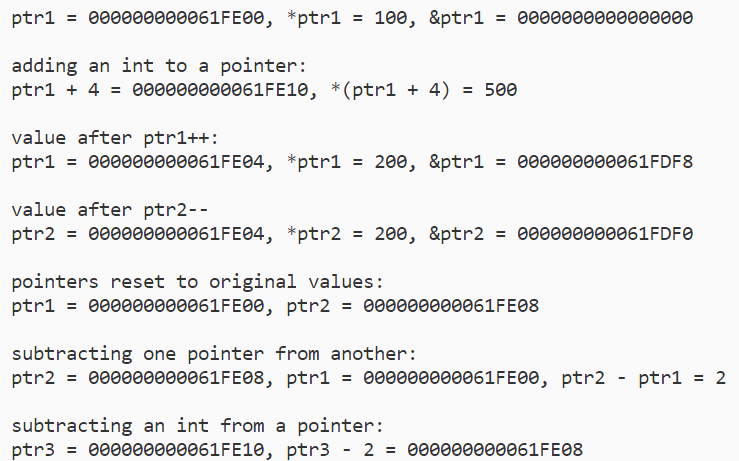 ptr1 = 000000000061FE00, *ptr1 = 100, &ptr1 = 0000000000000000
adding an int to a pointer:
ptr1 + 4 = 000000000061FE10, *(ptr1 + 4) = 500
value after ptr1++:
ptr1 = 000000000061FE04, *ptr1 = 200, &ptr1 = 000000000061FDF8
value after ptr2--
ptr2 = 000000000061FE04, *ptr2 = 200, &ptr2 = 000000000061FDF0
pointers reset to original values:
ptr1 = 000000000061FE00, ptr2 = 000000000061FE08
subtracting one pointer from another:
ptr2 = 000000000061FE08, ptr1 = 000000000061FE00, ptr2 - ptr1 = 2
subtracting an int from a pointer:
ptr3 = 000000000061FE10, ptr3 - 2 = 000000000061FE08